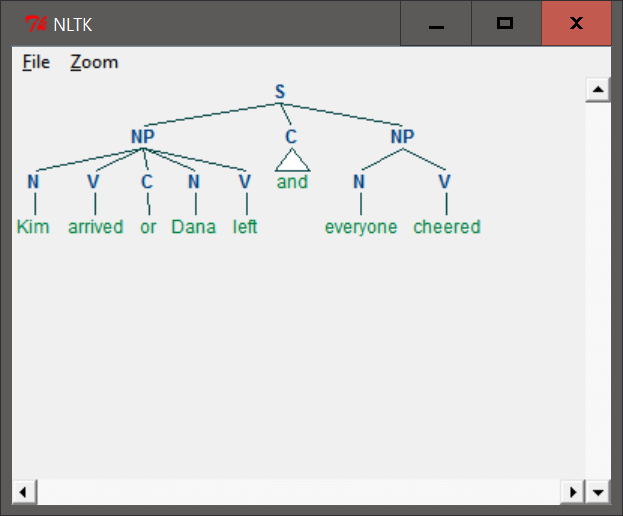 NLTK
File Zoom
S
NP C NP
N V C N V and N V
Kim arrived or Dana left everyone cheered